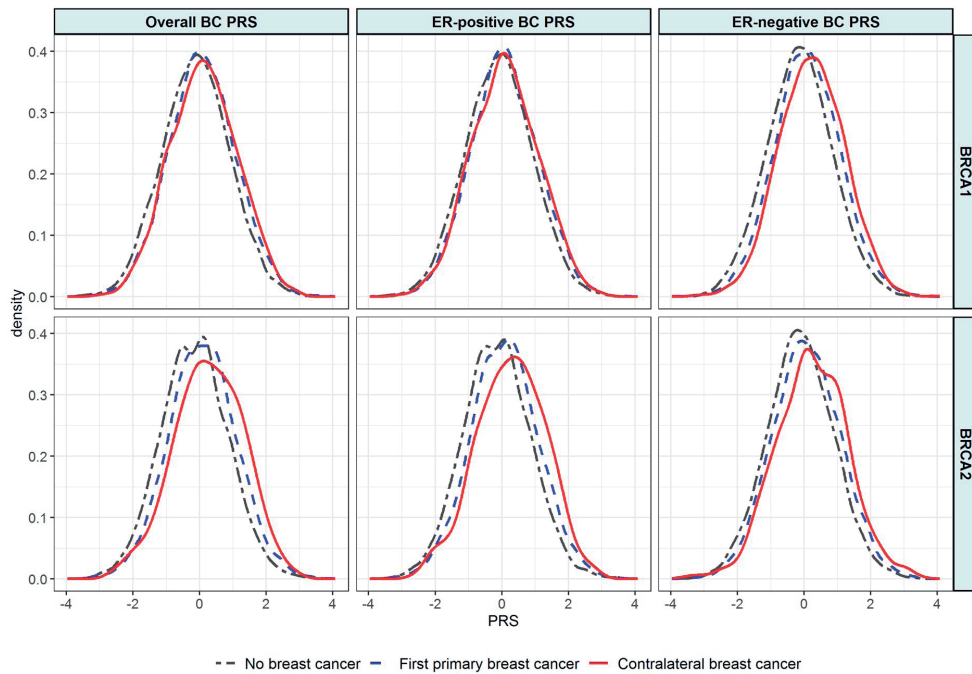 Overall BC PRS
ER-positive BC PRS
ER-negative BC PRS
0.4
0.3
0.2
0.1
0.0
BRCA1
density
0.4
0.3
0.2
0.1
0.0
BRCA2
-4 -2 0 2 4
-4 -2 0 2 4
-4 -2 0 2 4
PRS
No breast cancer
First primary breast cancer
Contralateral breast cancer